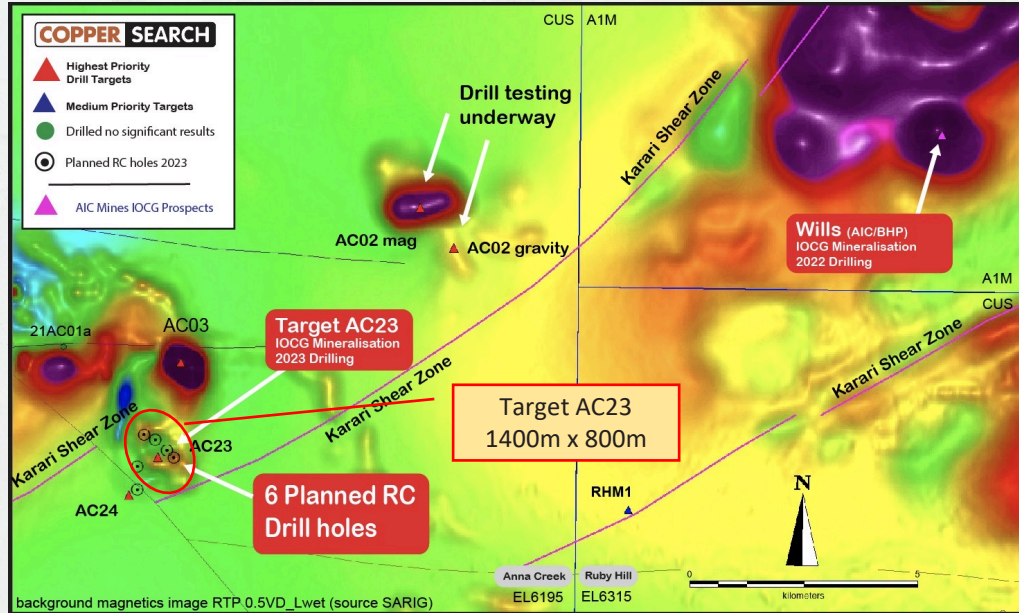 COPPER SEARCH
Highest Priority
Drill Targets
Medium Priority Targets
Drilled no significant results
Planned RC holes 2023
AIC Mines IOCG Prospects
CUS
A1M
Drill testing
underway
Karari Shear Zone
AC02 mag
AC02 gravity
Wills (AIC/BHP)
IOCG Mineralisation
2022 Drilling
A1M
CUS
21AC01a
AC03
Target AC23
IOCG Mineralisation
2023 Drilling
Karari Shear Zone
Karari Shear Zone
Target AC23
1400m x 800m
Karari Shear Zone
AC23
6 Planned RC
Drill holes
AC24
RHM1
N
0
5
kilometers
Anna Creek
Ruby Hill
EL6195
EL6315
background magnetics image RTP 0.5VD_Lwet (source SARIG)